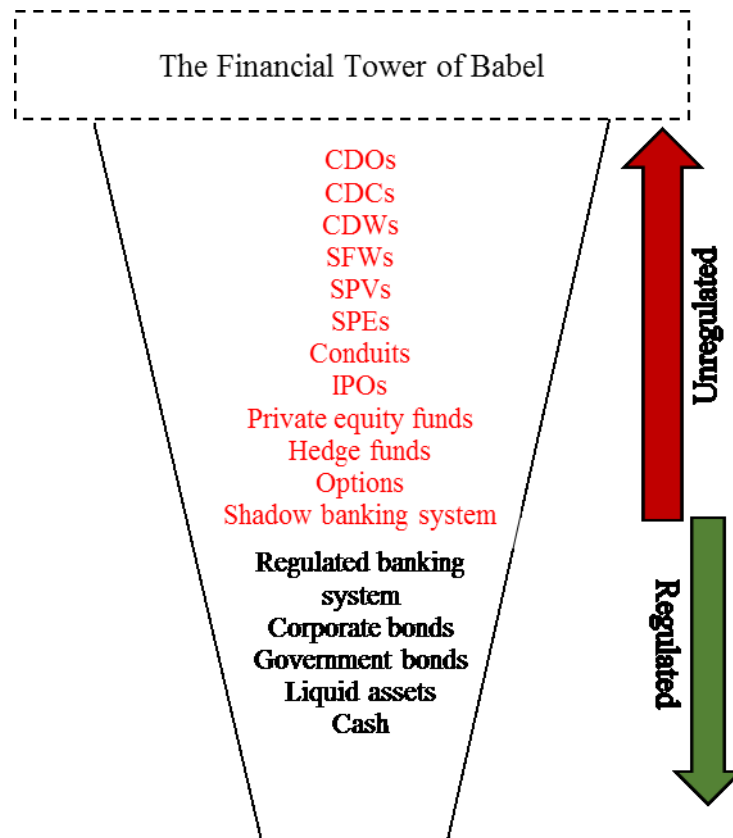 The Financial Tower of Babel
CDOs
CDCs
CDWs
SFWs
SPVs
SPEs
Conduits
IPOs
Private equity funds
Hedge funds
Options
Shadow banking system
Regulated banking
system
Corporate bonds
Government bonds
Liquid assets
Cash
Unregulated
Regulated